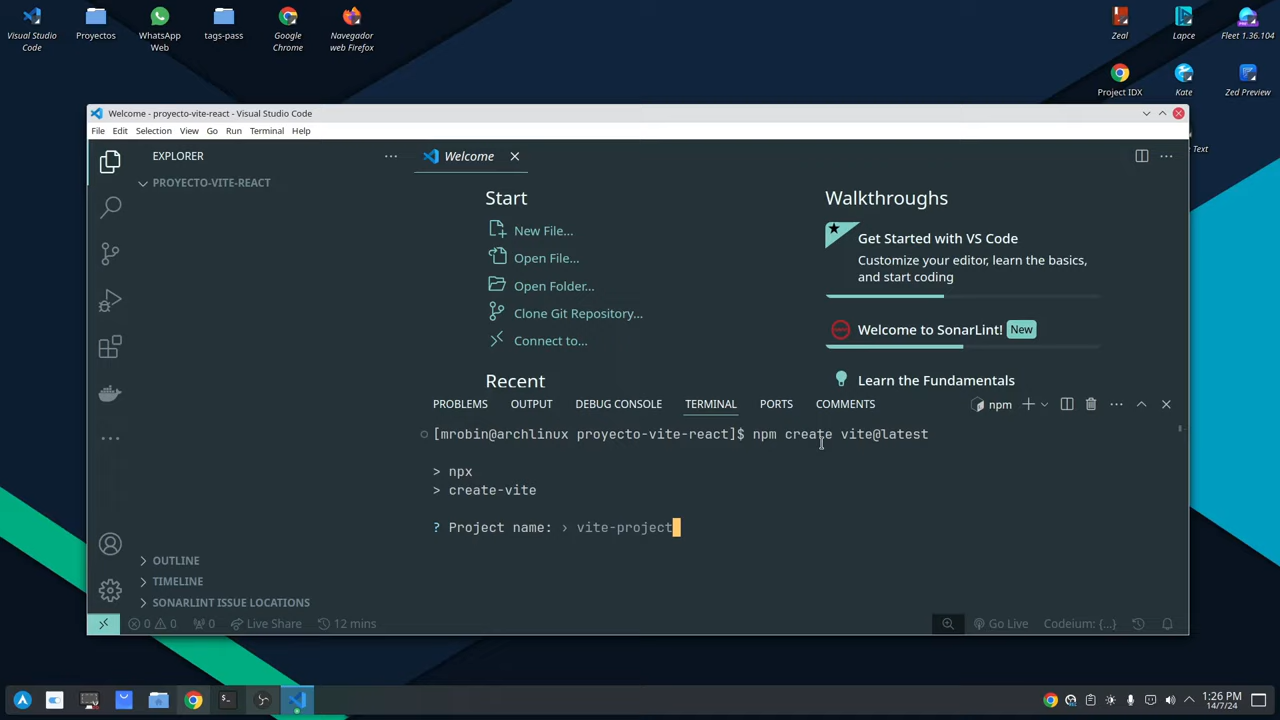 Visual Studio
Code
Proyectos
WhatsApp
Web
tags-pass
Google
Chrome
Navegador
web Firefox
Zeal
Lapce
Fleet 1.36.104
Project IDX
Kate
Zed Preview
Text
Welcome - proyecto-vite-react - Visual Studio Code
File Edit Selection View Go Run Terminal Help
EXPLORER
PROYECTO-VITE-REACT
Welcome
Start
New File...
Open File...
Open Folder...
Clone Git Repository...
Connect to...
Recent
Walkthroughs
Get Started with VS Code
Customize your editor, learn the basics,
and start coding
Welcome to SonarLint! New
Learn the Fundamentals
PROBLEMS OUTPUT DEBUG CONSOLE TERMINAL PORTS COMMENTS
npm
[mrobin@archlinux proyecto-vite-react]$ npm create vite@latest
> npx
> create-vite
? Project name: › vite-project
OUTLINE
TIMELINE
SONARLINT ISSUE LOCATIONS
0 0 0 Live Share 12 mins
Go Live Codeium: {...}
1:26 PM
14/7/24